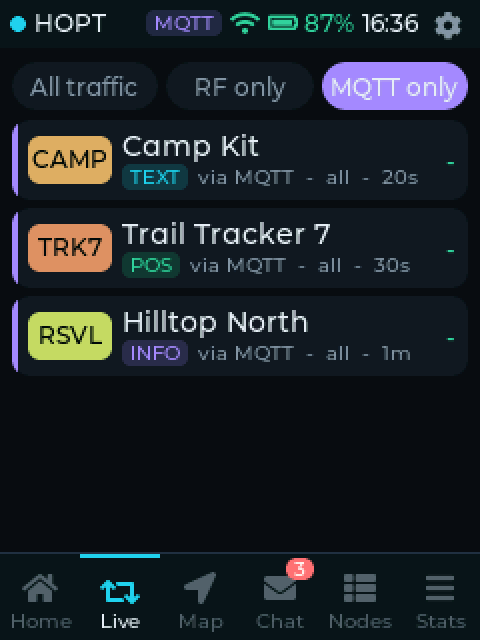 HOPT MQTT 87% 16:36
All traffic RF only MQTT only
CAMP Camp Kit -
TEXT via MQTT - all - 20s
TRK7 Trail Tracker 7 -
POS via MQTT - all - 30s
RSVL Hilltop North -
INFO via MQTT - all - 1m
3
Home Live Map Chat Nodes Stats